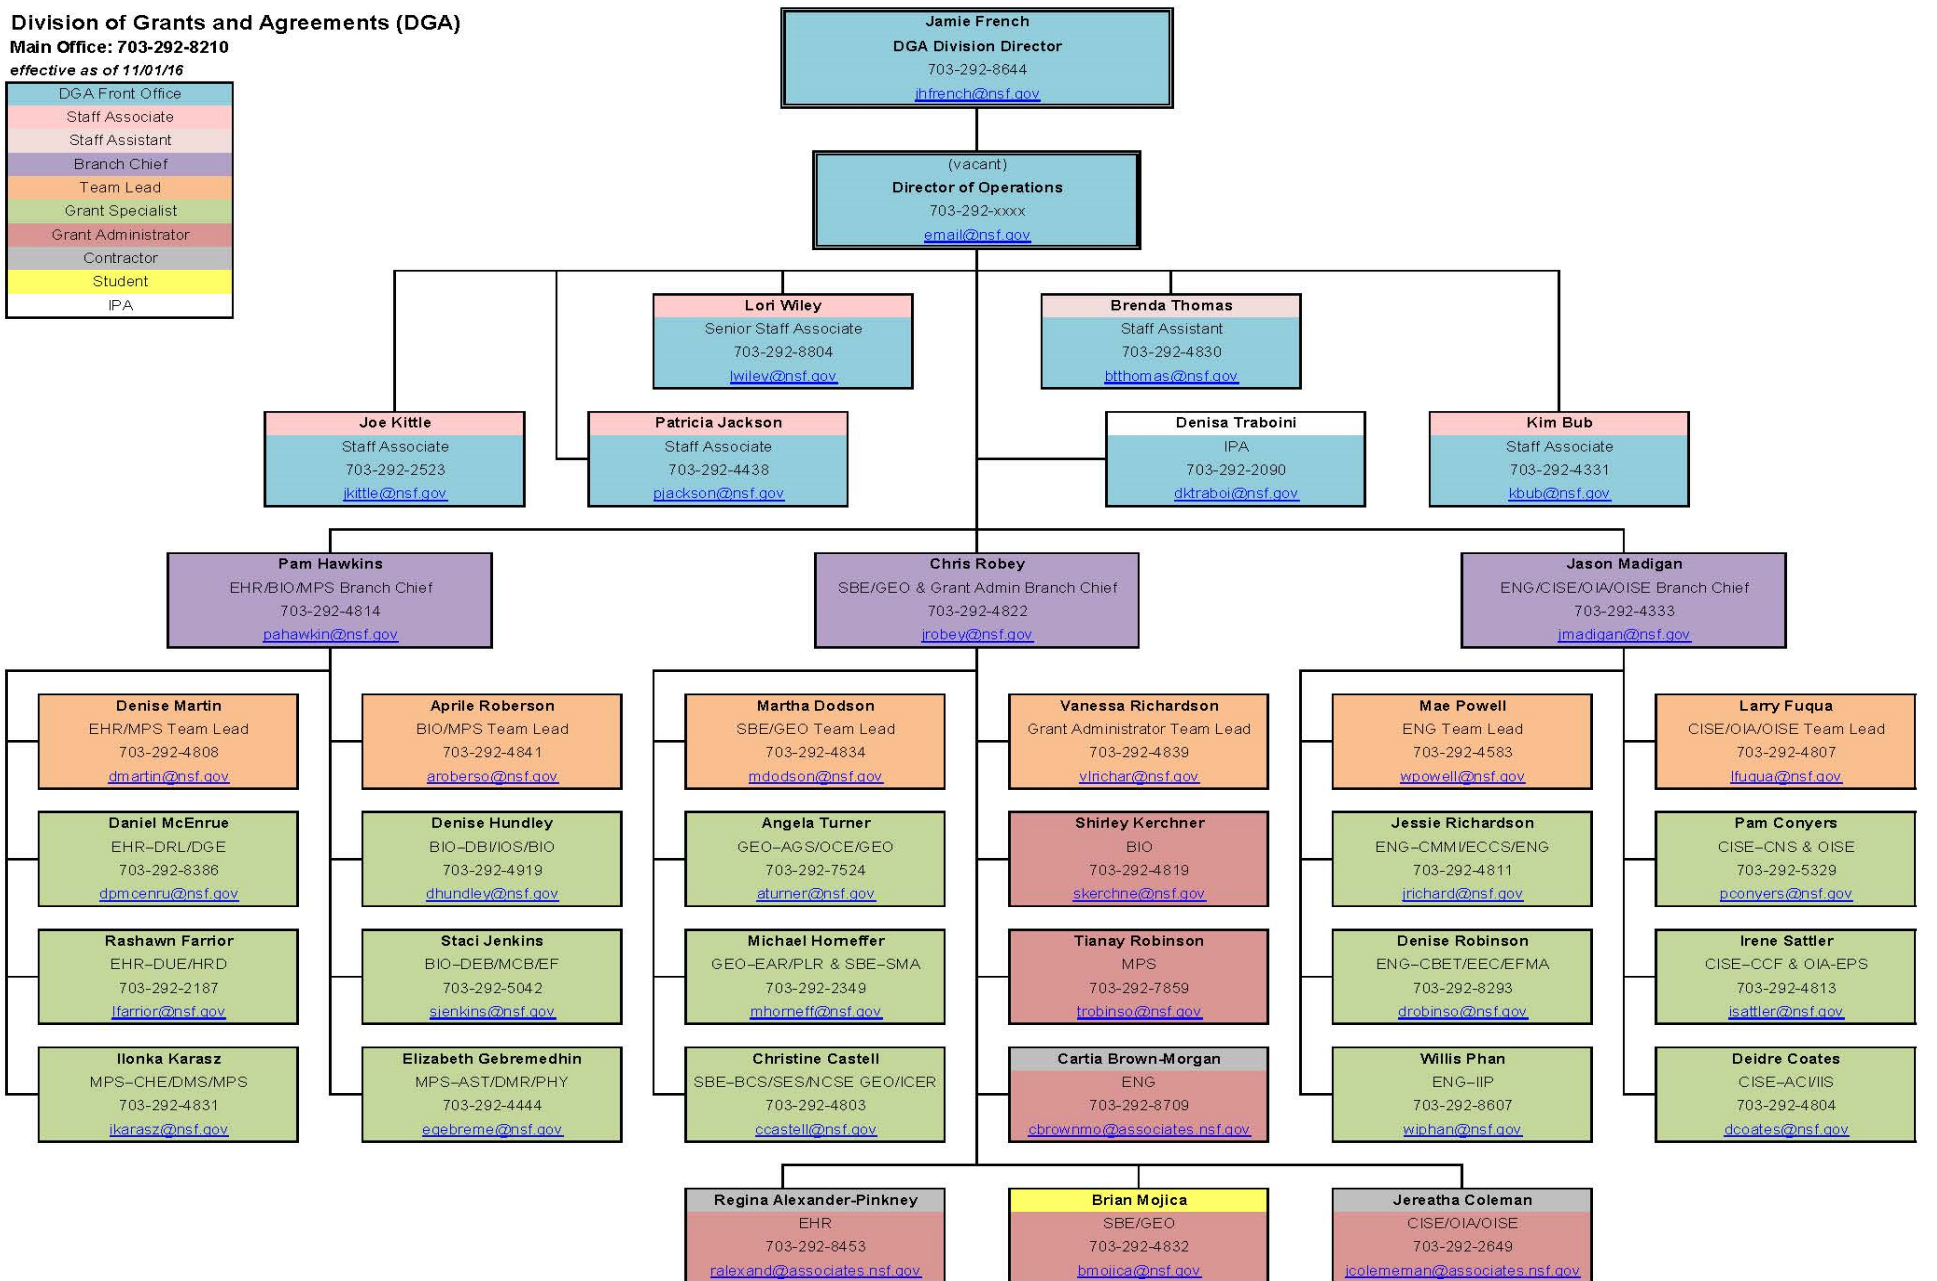 Division of Grants and Agreements (DGA)
Main Office: 703-292-8210
effective as of 11/01/16
DGA Front Office
Staff Associate
Staff Assistant
Branch Chief
Team Lead
Grant Specialist
Grant Administrator
Contractor
Student
IPA
Jamie French
DGA Division Director
703-292-8644
jhfrench@nsf.gov
(vacant)
Director of Operations
703-292-xxxx
email@nsf.gov
Lori Wiley
Senior Staff Associate
703-292-8804
lwiley@nsf.gov
Brenda Thomas
Staff Assistant
703-292-4830
btthomas@nsf.gov
Joe Kittle
Staff Associate
703-292-2523
jkittle@nsf.gov
Patricia Jackson
Staff Associate
703-292-4438
pjackson@nsf.gov
Denisa Traboini
IPA
703-292-2090
dktraboi@nsf.gov
Kim Bub
Staff Associate
703-292-4331
kbub@nsf.gov
Pam Hawkins
EHR/BIO/MPS Branch Chief
703-292-4814
pahawkin@nsf.gov
Chris Robey
SBE/GEO & Grant Admin Branch Chief
703-292-4822
jrobey@nsf.gov
Jason Madigan
ENG/CISE/OIA/OISE Branch Chief
703-292-4333
jmadigan@nsf.gov
Denise Martin
EHR/MPS Team Lead
703-292-4808
dmartin@nsf.gov
Aprile Roberson
BIO/MPS Team Lead
703-292-4841
aroberso@nsf.gov
Martha Dodson
SBE/GEO Team Lead
703-292-4834
mdodson@nsf.gov
Vanessa Richardson
Grant Administrator Team Lead
703-292-4839
vlrichar@nsf.gov
Mae Powell
ENG Team Lead
703-292-4583
wpowell@nsf.gov
Larry Fuqua
CISE/OIA/OISE Team Lead
703-292-4807
lfuqua@nsf.gov
Daniel McEnrue
EHR–DRL/DGE
703-292-8386
dpmcenru@nsf.gov
Denise Hundley
BIO–DBI/IOS/BIO
703-292-4919
dhundley@nsf.gov
Angela Turner
GEO–AGS/OCE/GEO
703-292-7524
aturner@nsf.gov
Shirley Kerchner
BIO
703-292-4819
skerchne@nsf.gov
Jessie Richardson
ENG–CMMI/ECCS/ENG
703-292-4811
jrichard@nsf.gov
Pam Conyers
CISE–CNS & OISE
703-292-5329
pconyers@nsf.gov
Rashawn Farrior
EHR–DUE/HRD
703-292-2187
lfarrior@nsf.gov
Staci Jenkins
BIO–DEB/MCB/EF
703-292-5042
sjenkins@nsf.gov
Michael Horneffer
GEO–EAR/PLR & SBE–SMA
703-292-2349
mhorneff@nsf.gov
Tianay Robinson
MPS
703-292-7859
trobinso@nsf.gov
Denise Robinson
ENG–CBET/EEC/EFMA
703-292-8293
drobinso@nsf.gov
Irene Sattler
CISE–CCF & OIA-EPS
703-292-4813
isattler@nsf.gov
Ilonka Karasz
MPS–CHE/DMS/MPS
703-292-4831
ikarasz@nsf.gov
Elizabeth Gebremedhin
MPS–AST/DMR/PHY
703-292-4444
egebreme@nsf.gov
Christine Castell
SBE–BCS/SES/NCSE GEO/ICER
703-292-4803
ccastell@nsf.gov
Cartia Brown-Morgan
ENG
703-292-8709
cbrownmo@associates.nsf.gov
Willis Phan
ENG–IIP
703-292-8607
wiphan@nsf.gov
Deidre Coates
CISE–ACI/IIS
703-292-4804
dcoates@nsf.gov
Regina Alexander-Pinkney
EHR
703-292-8453
ralexand@associates.nsf.gov
Brian Mojica
SBE/GEO
703-292-4832
bmojica@nsf.gov
Jereatha Coleman
CISE/OIA/OISE
703-292-2649
jcolememan@associates.nsf.gov